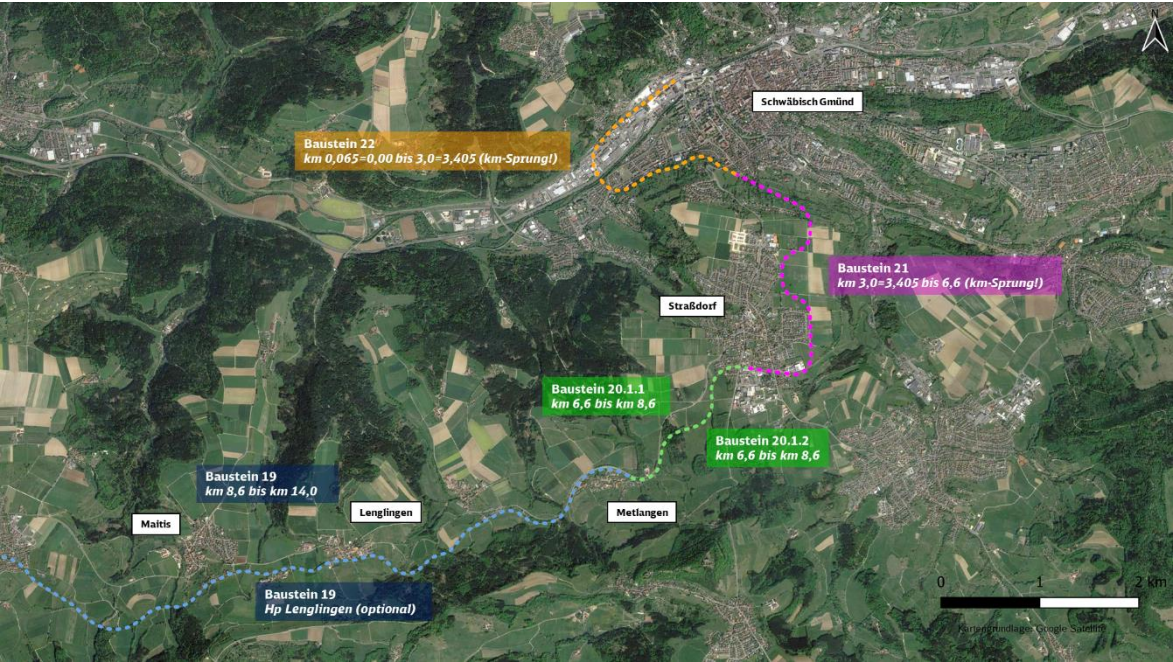 N
Schwäbisch Gmünd
Baustein 22
km 0,065=0,00 bis 3,0=3,405 (km-Sprung!)
Baustein 21
km 3,0=3,405 bis 6,6 (km-Sprung!)
Straßdorf
Baustein 20.1.1
km 6,6 bis km 8,6
Baustein 20.1.2
km 6,6 bis km 8,6
Baustein 19
km 8,6 bis km 14,0
Lenglingen
Metlangen
Maitis
Baustein 19
Hp Lenglingen (optional)
0 1 2 km
Kartengrundlage: Google Satellite